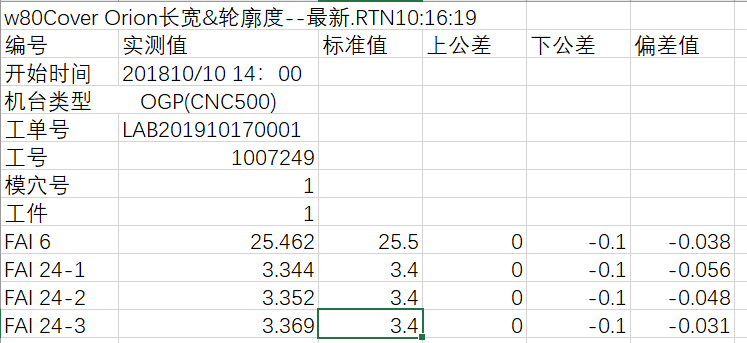 w80Cover Orion长宽&轮廓度--最新.RTN10:16:19
编号 实测值 标准值 上公差 下公差 偏差值
开始时间 201810/10 14：00
机台类型 OGP(CNC500)
工单号 LAB201910170001
工号 1007249
模穴号 1
工件 1
FAI 6 25.462 25.5 0 -0.1 -0.038
FAI 24-1 3.344 3.4 0 -0.1 -0.056
FAI 24-2 3.352 3.4 0 -0.1 -0.048
FAI 24-3 3.369 3.4 0 -0.1 -0.031